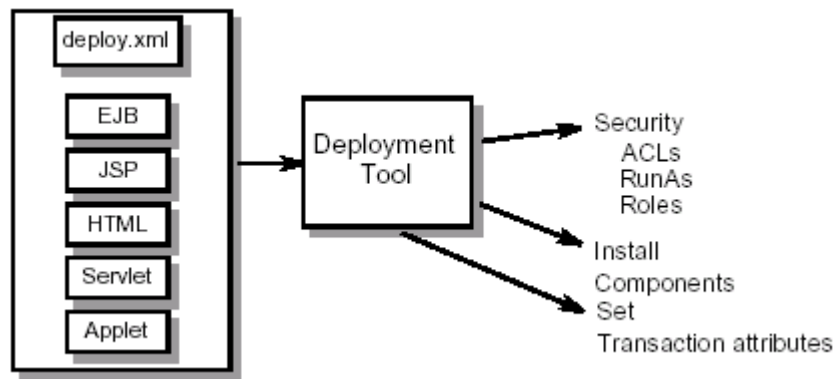 deploy.xml
EJB
JSP
HTML
Servlet
Applet
Deployment
Tool
Security
ACLs
RunAs
Roles
Install
Components
Set
Transaction attributes